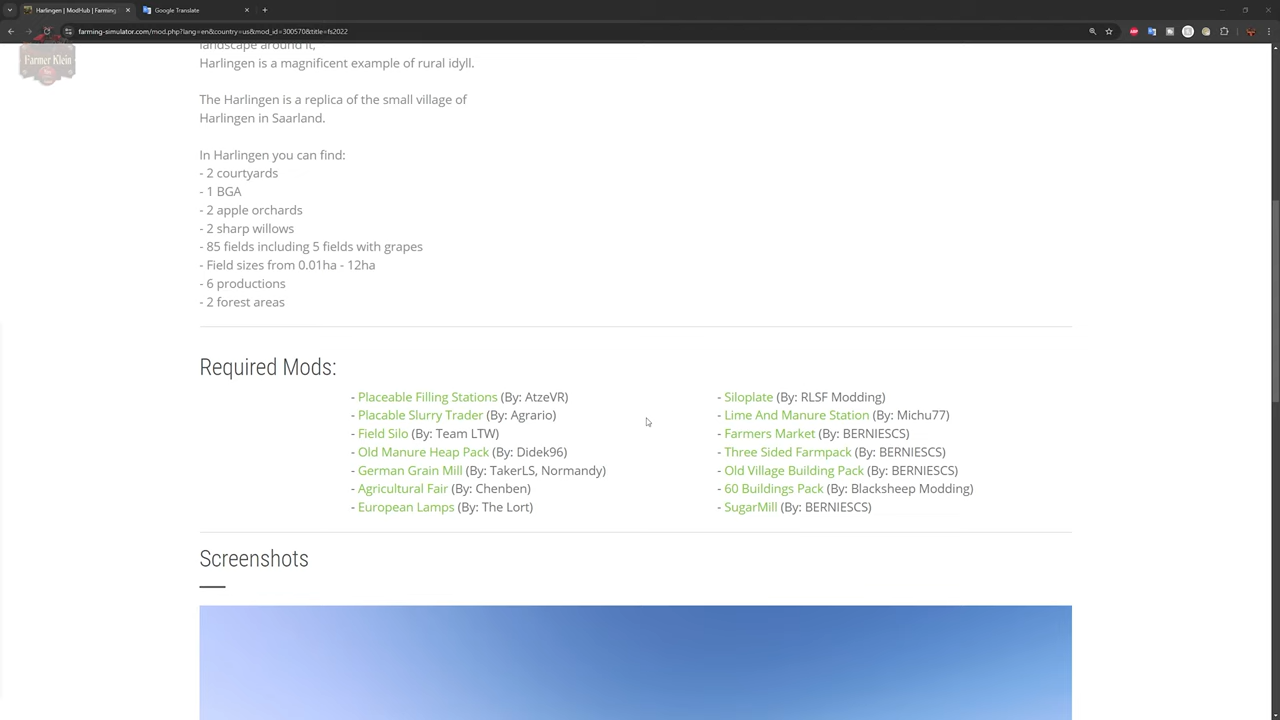 Harlingen | ModHub | Farming
Google Translate
farming-simulator.com/mod.php?lang=en&country=us&mod_id=300570&title=fs2022
Farmer Klein
landscape around it,
Harlingen is a magnificent example of rural idyll.
The Harlingen is a replica of the small village of
Harlingen in Saarland.
In Harlingen you can find:
- 2 courtyards
- 1 BGA
- 2 apple orchards
- 2 sharp willows
- 85 fields including 5 fields with grapes
- Field sizes from 0.01ha - 12ha
- 6 productions
- 2 forest areas
Required Mods:
- Placeable Filling Stations (By: AtzeVR)
- Placable Slurry Trader (By: Agrario)
- Field Silo (By: Team LTW)
- Old Manure Heap Pack (By: Didek96)
- German Grain Mill (By: TakerLS, Normandy)
- Agricultural Fair (By: Chenben)
- European Lamps (By: The Lort)
- Siloplate (By: RLSF Modding)
- Lime And Manure Station (By: Michu77)
- Farmers Market (By: BERNIESCS)
- Three Sided Farmpack (By: BERNIESCS)
- Old Village Building Pack (By: BERNIESCS)
- 60 Buildings Pack (By: Blacksheep Modding)
- SugarMill (By: BERNIESCS)
Screenshots